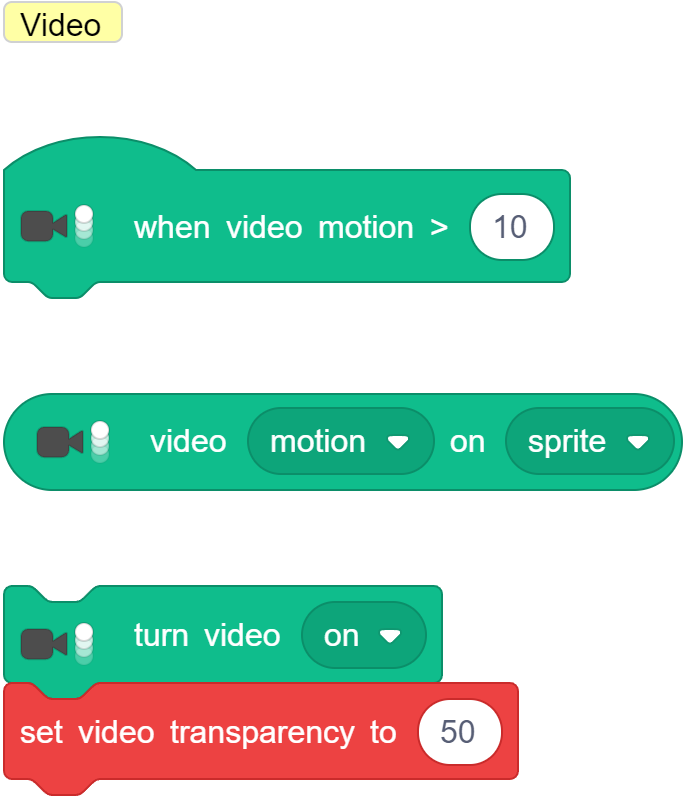 Video
when video motion > 10
video motion on sprite
turn video on
set video transparency to 50